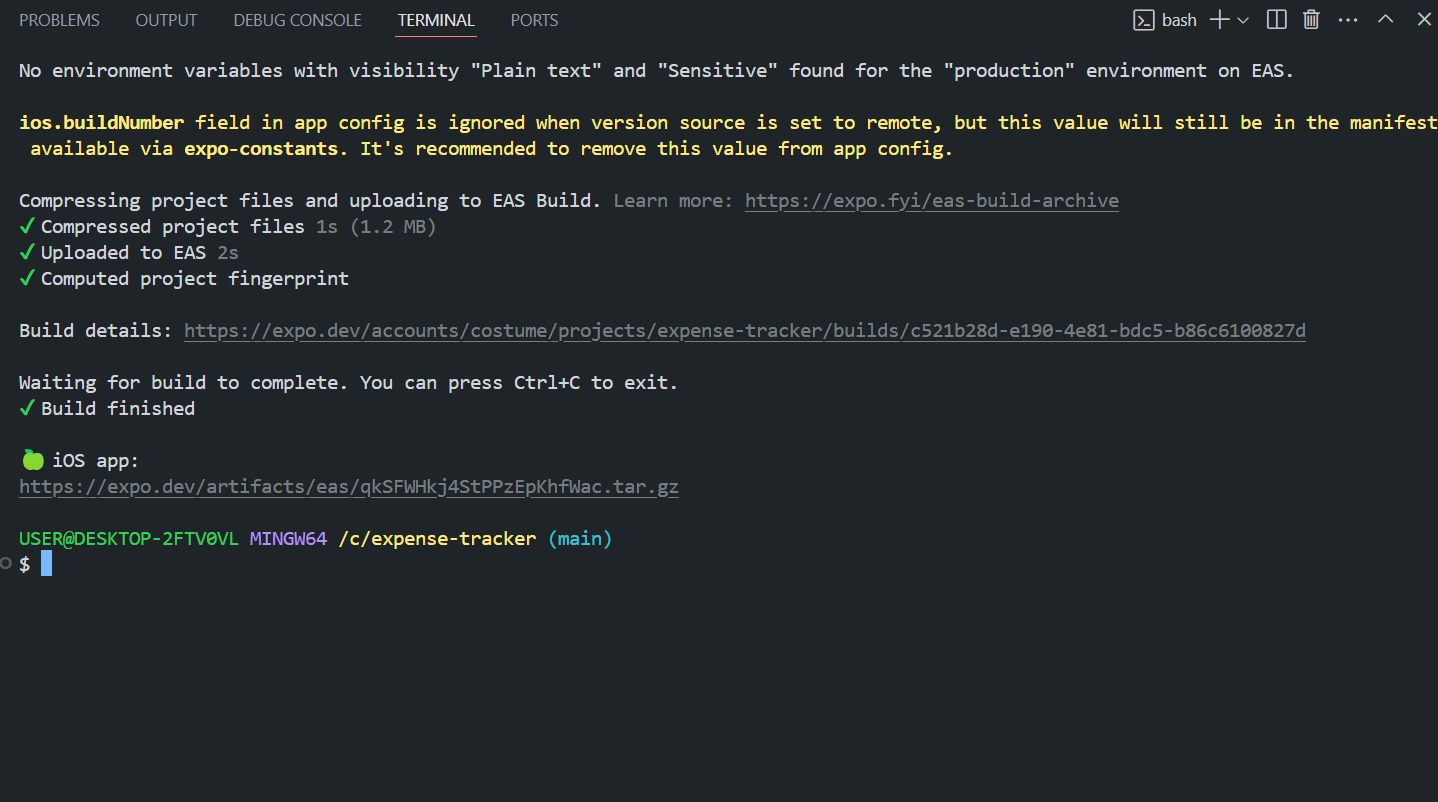 PROBLEMS OUTPUT DEBUG CONSOLE TERMINAL PORTS bash
No environment variables with visibility "Plain text" and "Sensitive" found for the "production" environment on EAS.
ios.buildNumber field in app config is ignored when version source is set to remote, but this value will still be in the manifest
available via expo-constants. It's recommended to remove this value from app config.
Compressing project files and uploading to EAS Build. Learn more: https://expo.fyi/eas-build-archive
✓ Compressed project files 1s (1.2 MB)
✓ Uploaded to EAS 2s
✓ Computed project fingerprint
Build details: https://expo.dev/accounts/costume/projects/expense-tracker/builds/c521b28d-e190-4e81-bdc5-b86c6100827d
Waiting for build to complete. You can press Ctrl+C to exit.
✓ Build finished
🍏 iOS app:
https://expo.dev/artifacts/eas/qkSFWHkj4StPPzEpKhfWac.tar.gz
USER@DESKTOP-2FTV0VL MINGW64 /c/expense-tracker (main)
$